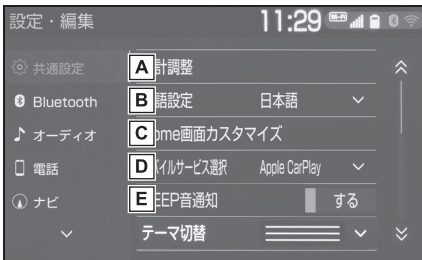 設定・編集 11:29 Wi-Fi
共通設定
Bluetooth
オーディオ
電話
ナビ
A 計調整
B 語設定 日本語
C ome画面カスタマイズ
D バイルサービス選択 Apple CarPlay
E EEP音通知 する
テーマ切替